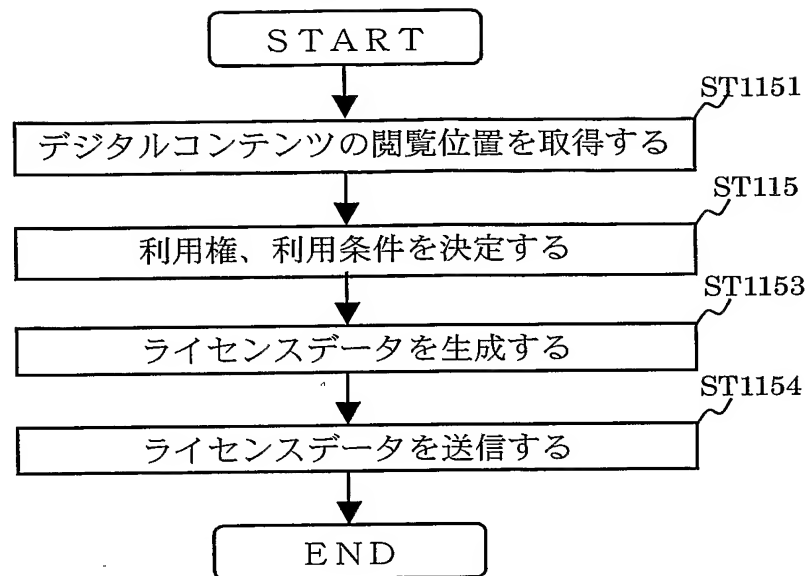 START
ST1151
デジタルコンテンツの閲覧位置を取得する
ST115
利用権、利用条件を決定する
ST1153
ライセンスデータを生成する
ST1154
ライセンスデータを送信する
END